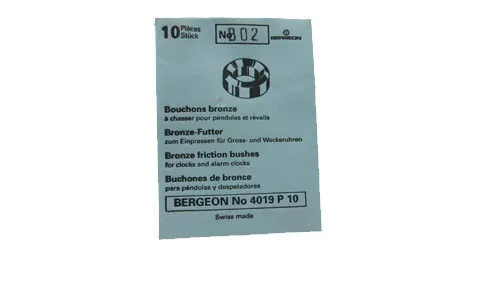 10 Pièces
Stück
No B02
BERGEON
Bouchons bronze
à chasser pour pendules et réveils
Bronze-Futter
zum Einpressen für Gross- und Weckeruhren
Bronze friction bushes
for clocks and alarm clocks
Buchones de bronce
para péndulas y despetadoras
BERGEON No 4019 P 10
Swiss made